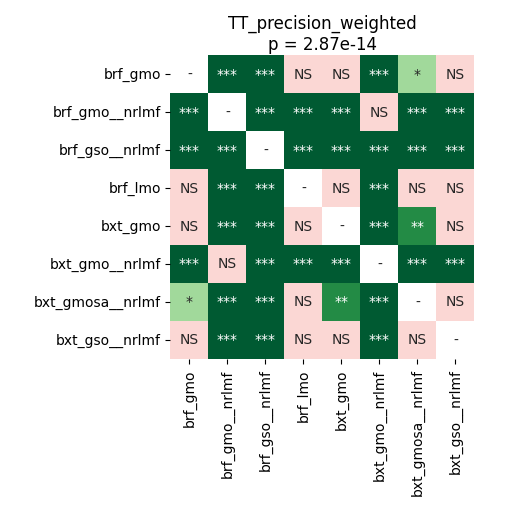 TT_precision_weighted
p = 2.87e-14
brf_gmo - *** *** NS NS *** * NS
brf_gmo__nrlmf *** - *** *** *** NS *** ***
brf_gso__nrlmf *** *** - *** *** *** *** ***
brf_lmo NS *** *** - NS *** NS NS
bxt_gmo NS *** *** NS - *** ** NS
bxt_gmo__nrlmf *** NS *** *** *** - *** ***
bxt_gmosa__nrlmf * *** *** NS ** *** - NS
bxt_gso__nrlmf NS *** *** NS NS *** NS -
brf_gmo
brf_gmo__nrlmf
brf_gso__nrlmf
brf_lmo
bxt_gmo
bxt_gmo__nrlmf
bxt_gmosa__nrlmf
bxt_gso__nrlmf